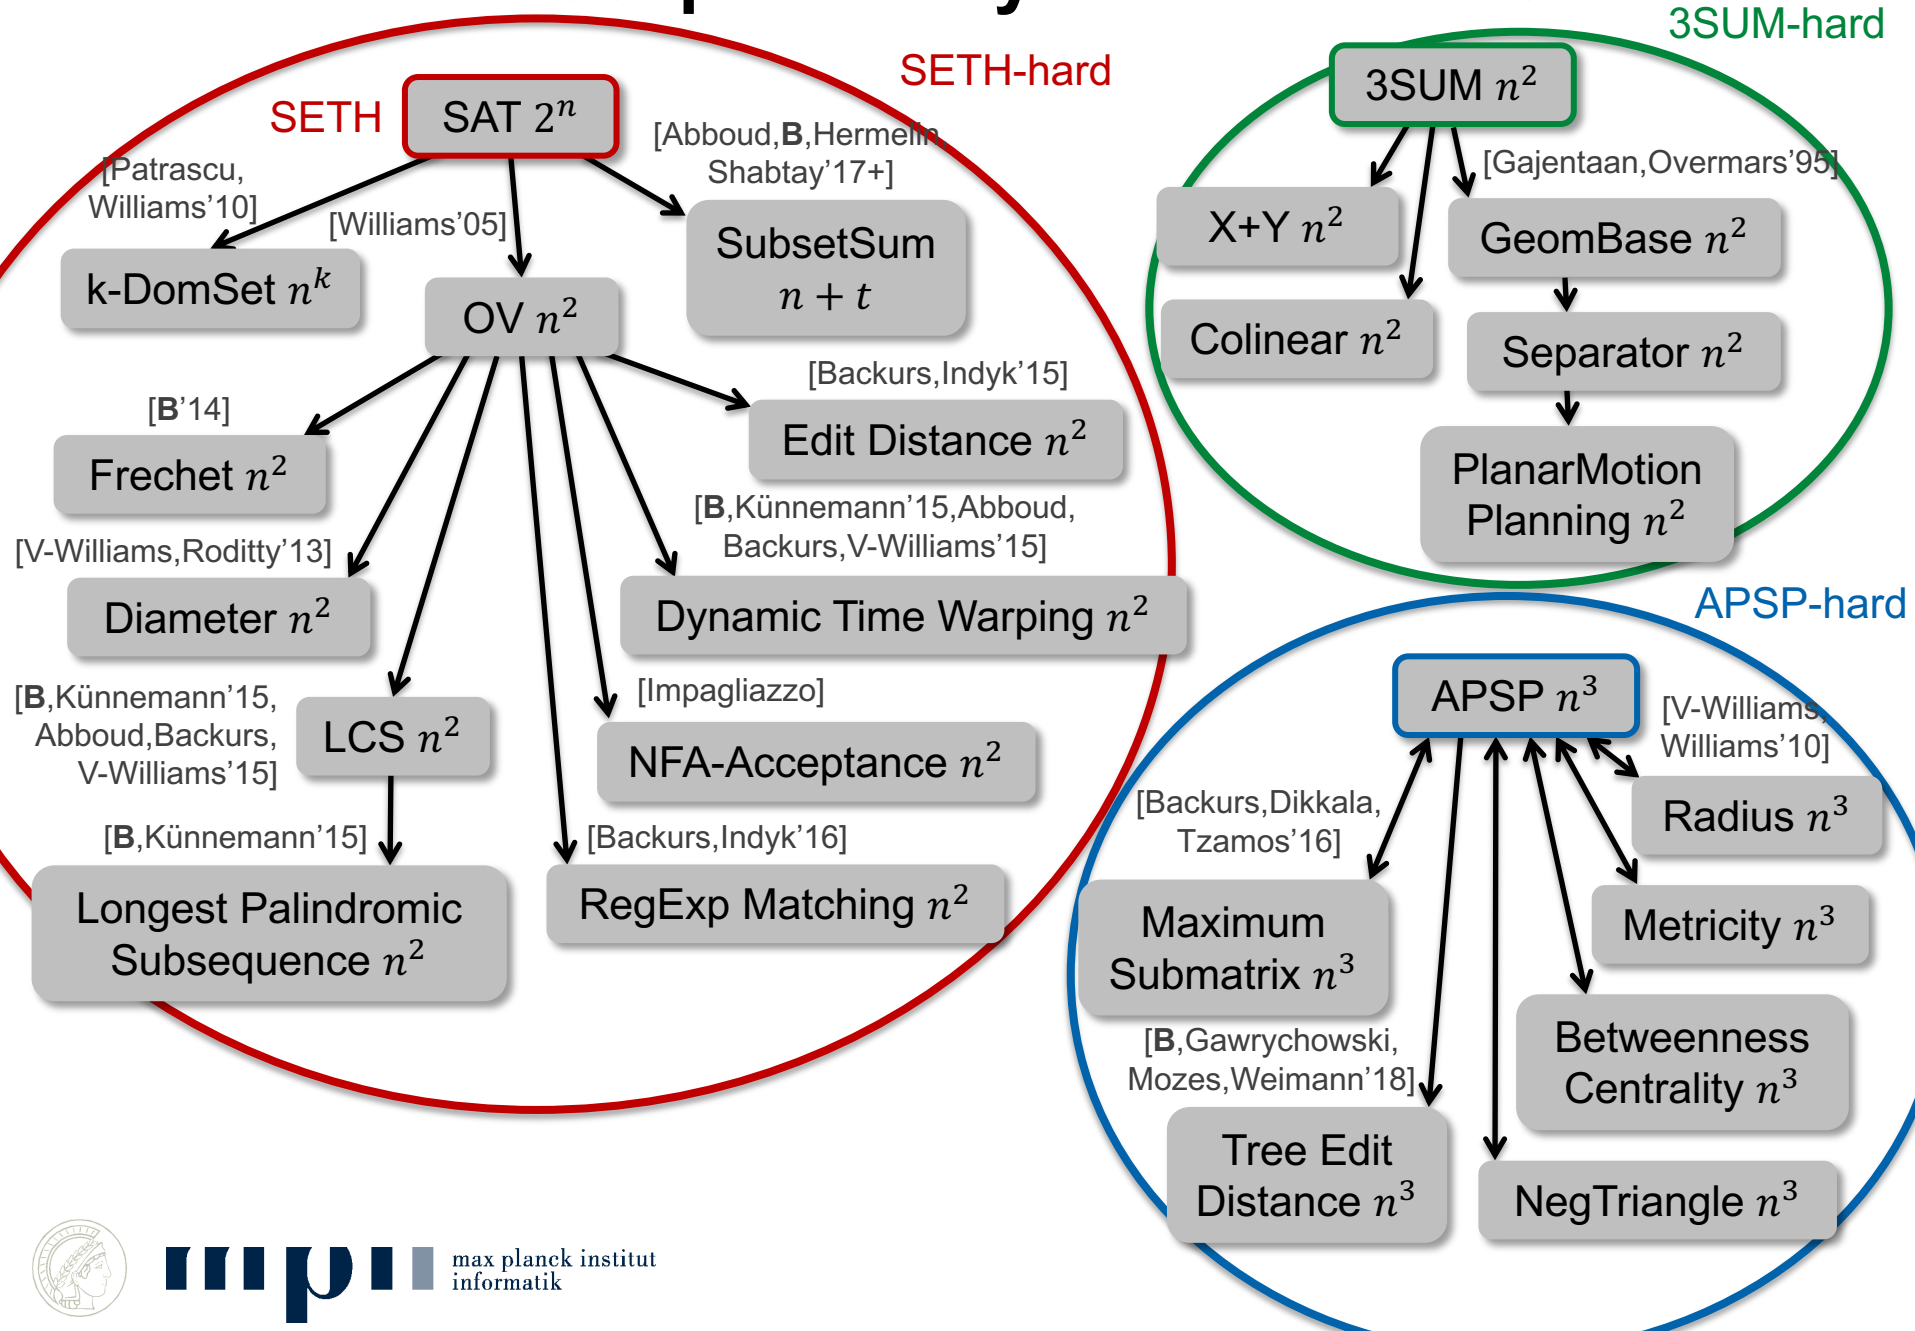 SETH-hard
SETH
SAT 2^n
[Patrascu,
Williams'10]
[Williams'05]
[Abboud,B,Hermelin,
Shabtay'17+]
k-DomSet n^k
OV n^2
SubsetSum
n + t
[B'14]
[Backurs,Indyk'15]
Frechet n^2
Edit Distance n^2
[V-Williams,Roditty'13]
[B,Künnemann'15,Abboud,
Backurs,V-Williams'15]
Diameter n^2
Dynamic Time Warping n^2
[B,Künnemann'15,
Abboud,Backurs,
V-Williams'15]
LCS n^2
[Impagliazzo]
NFA-Acceptance n^2
[B,Künnemann'15]
[Backurs,Indyk'16]
Longest Palindromic
Subsequence n^2
RegExp Matching n^2
3SUM-hard
3SUM n^2
[Gajentaan,Overmars'95]
X+Y n^2
GeomBase n^2
Colinear n^2
Separator n^2
PlanarMotion
Planning n^2
APSP-hard
APSP n^3
[V-Williams,
Williams'10]
[Backurs,Dikkala,
Tzamos'16]
Radius n^3
Maximum
Submatrix n^3
Metricity n^3
[B,Gawrychowski,
Mozes,Weimann'18]
Betweenness
Centrality n^3
Tree Edit
Distance n^3
NegTriangle n^3
max planck institut
informatik